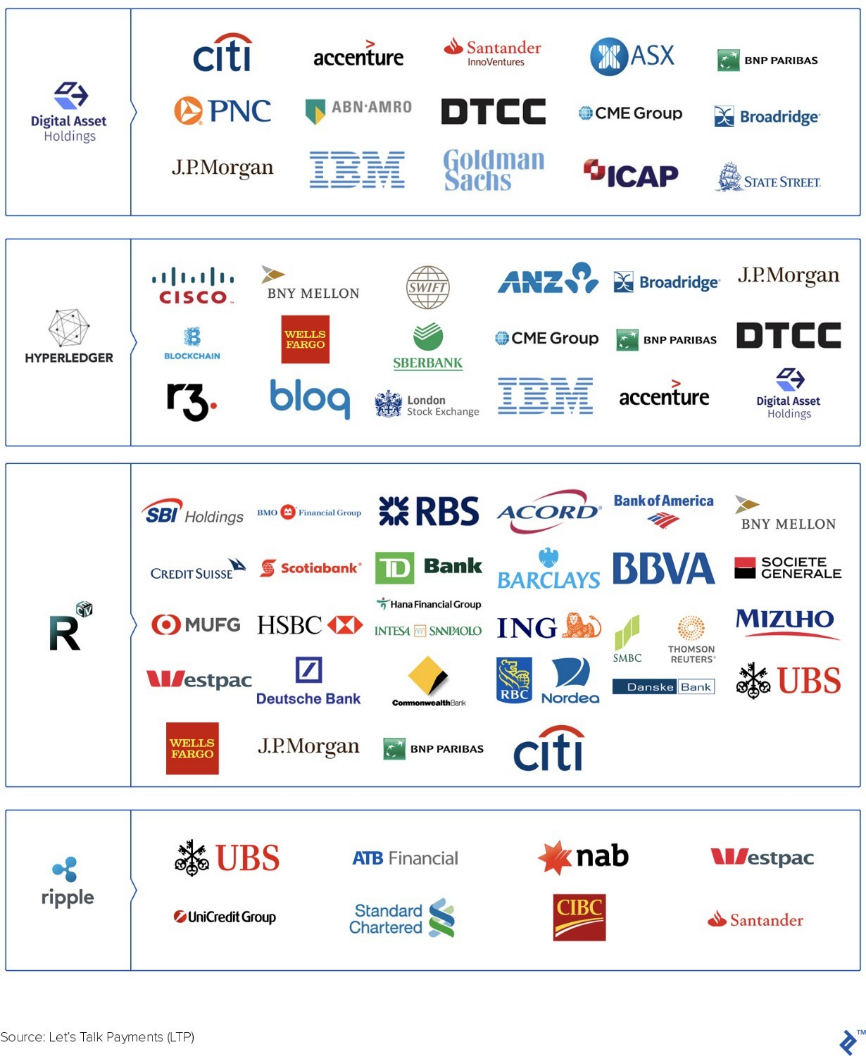 Digital Asset
Holdings
citi
accenture
Santander
InnoVentures
ASX
BNP PARIBAS
PNC
ABN·AMRO
DTCC
CME Group
Broadridge®
J.P.Morgan
IBM
Goldman
Sachs
ICAP
STATE STREET.
HYPERLEDGER
CISCO™
BNY MELLON
SWIFT
ANZ
Broadridge®
J.P.Morgan
BLOCKCHAIN
WELLS
FARGO
SBERBANK
CME Group
BNP PARIBAS
DTCC
r3.
bloq
London
Stock Exchange
IBM
accenture
Digital Asset
Holdings
R
SBI Holdings
BMO Financial Group
RBS
ACORD®
Bank of America
BNY MELLON
CREDIT SUISSE
Scotiabank®
TD Bank
BARCLAYS
BBVA
SOCIETE
GENERALE
MUFG
HSBC
Hana Financial Group
INTESA SANPAOLO
ING
SMBC
THOMSON
REUTERS®
MIZUHO
Westpac
Deutsche Bank
CommonwealthBank
RBC
Nordea
Danske Bank
UBS
WELLS
FARGO
J.P.Morgan
BNP PARIBAS
citi
ripple
UBS
ATB Financial
nab
Westpac
UniCredit Group
Standard
Chartered
CIBC
Santander
Source: Let's Talk Payments (LTP)
TM